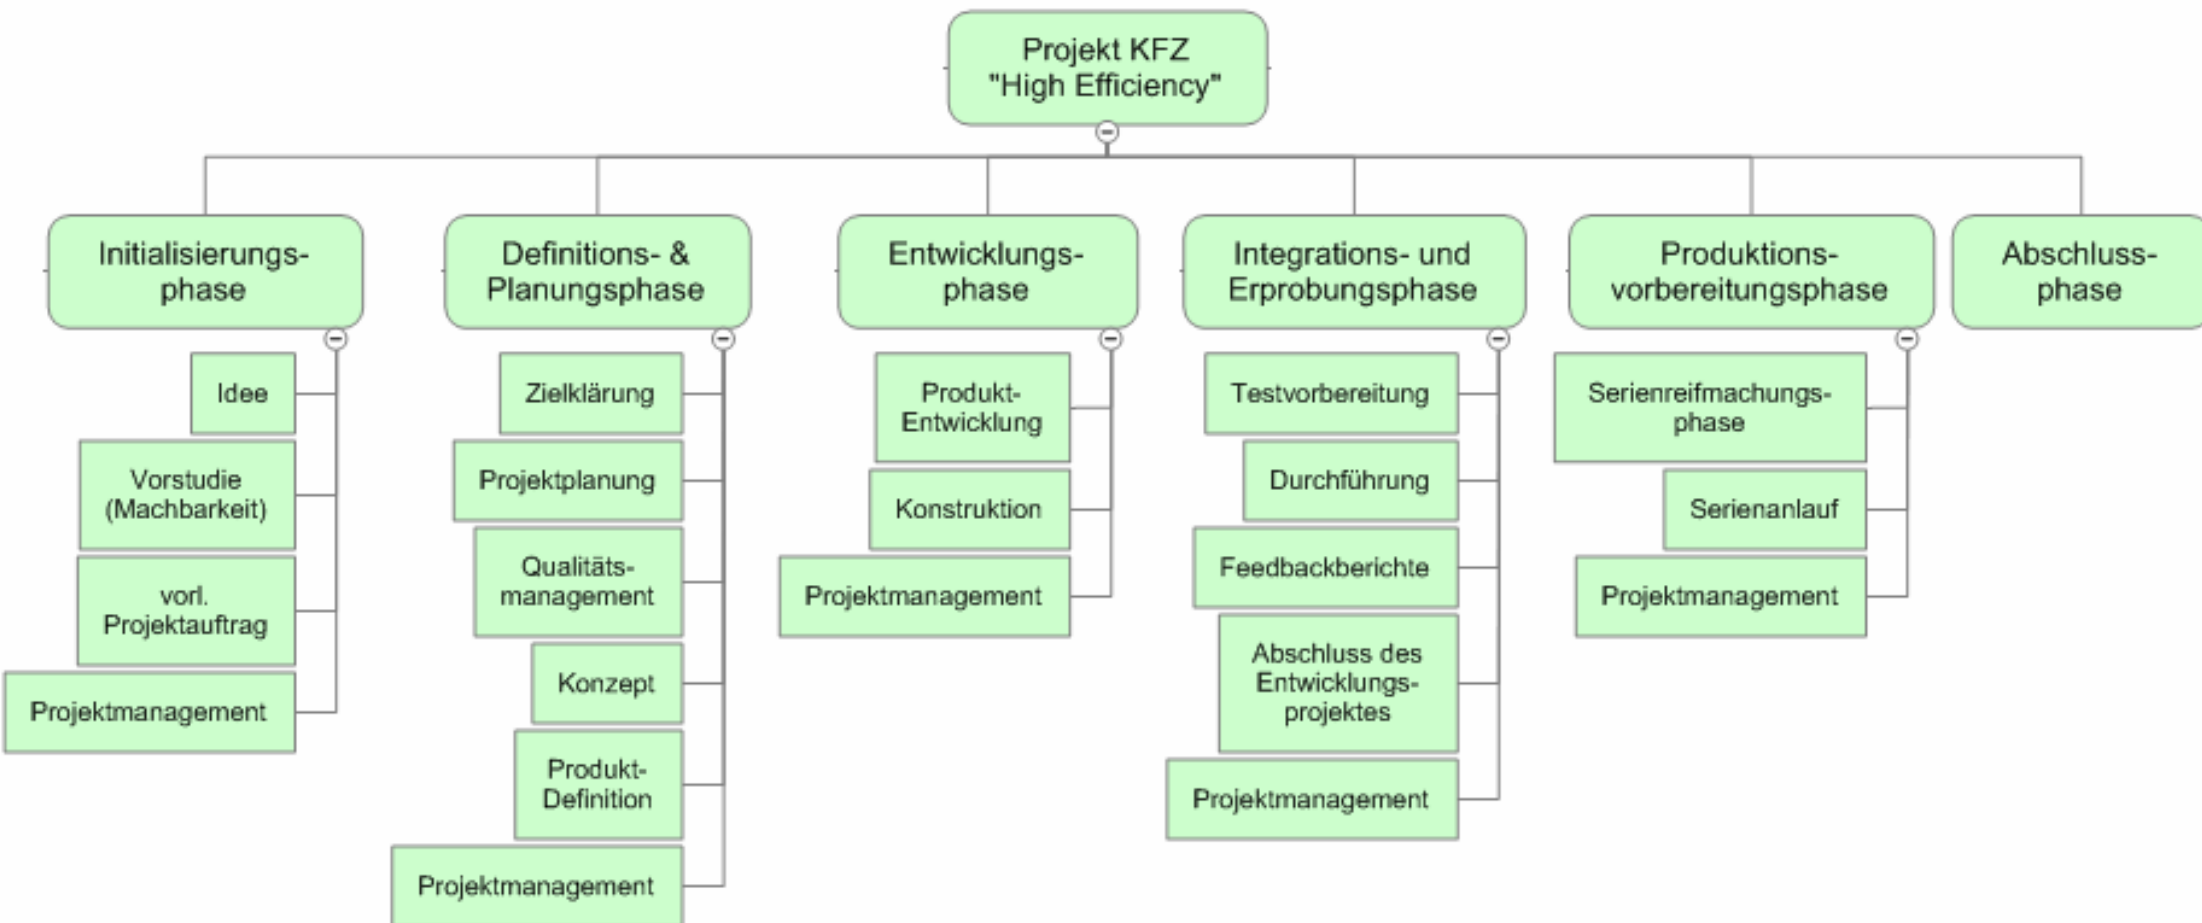 Projekt KFZ
"High Efficiency"
Initialisierungs-
phase
Idee
Vorstudie
(Machbarkeit)
vorl.
Projektauftrag
Projektmanagement
Definitions- &
Planungsphase
Zielklärung
Projektplanung
Qualitäts-
management
Konzept
Produkt-
Definition
Projektmanagement
Entwicklungs-
phase
Produkt-
Entwicklung
Konstruktion
Projektmanagement
Integrations- und
Erprobungsphase
Testvorbereitung
Durchführung
Feedbackberichte
Abschluss des
Entwicklungs-
projektes
Projektmanagement
Produktions-
vorbereitungsphase
Serienreifmachungs-
phase
Serienanlauf
Projektmanagement
Abschluss-
phase